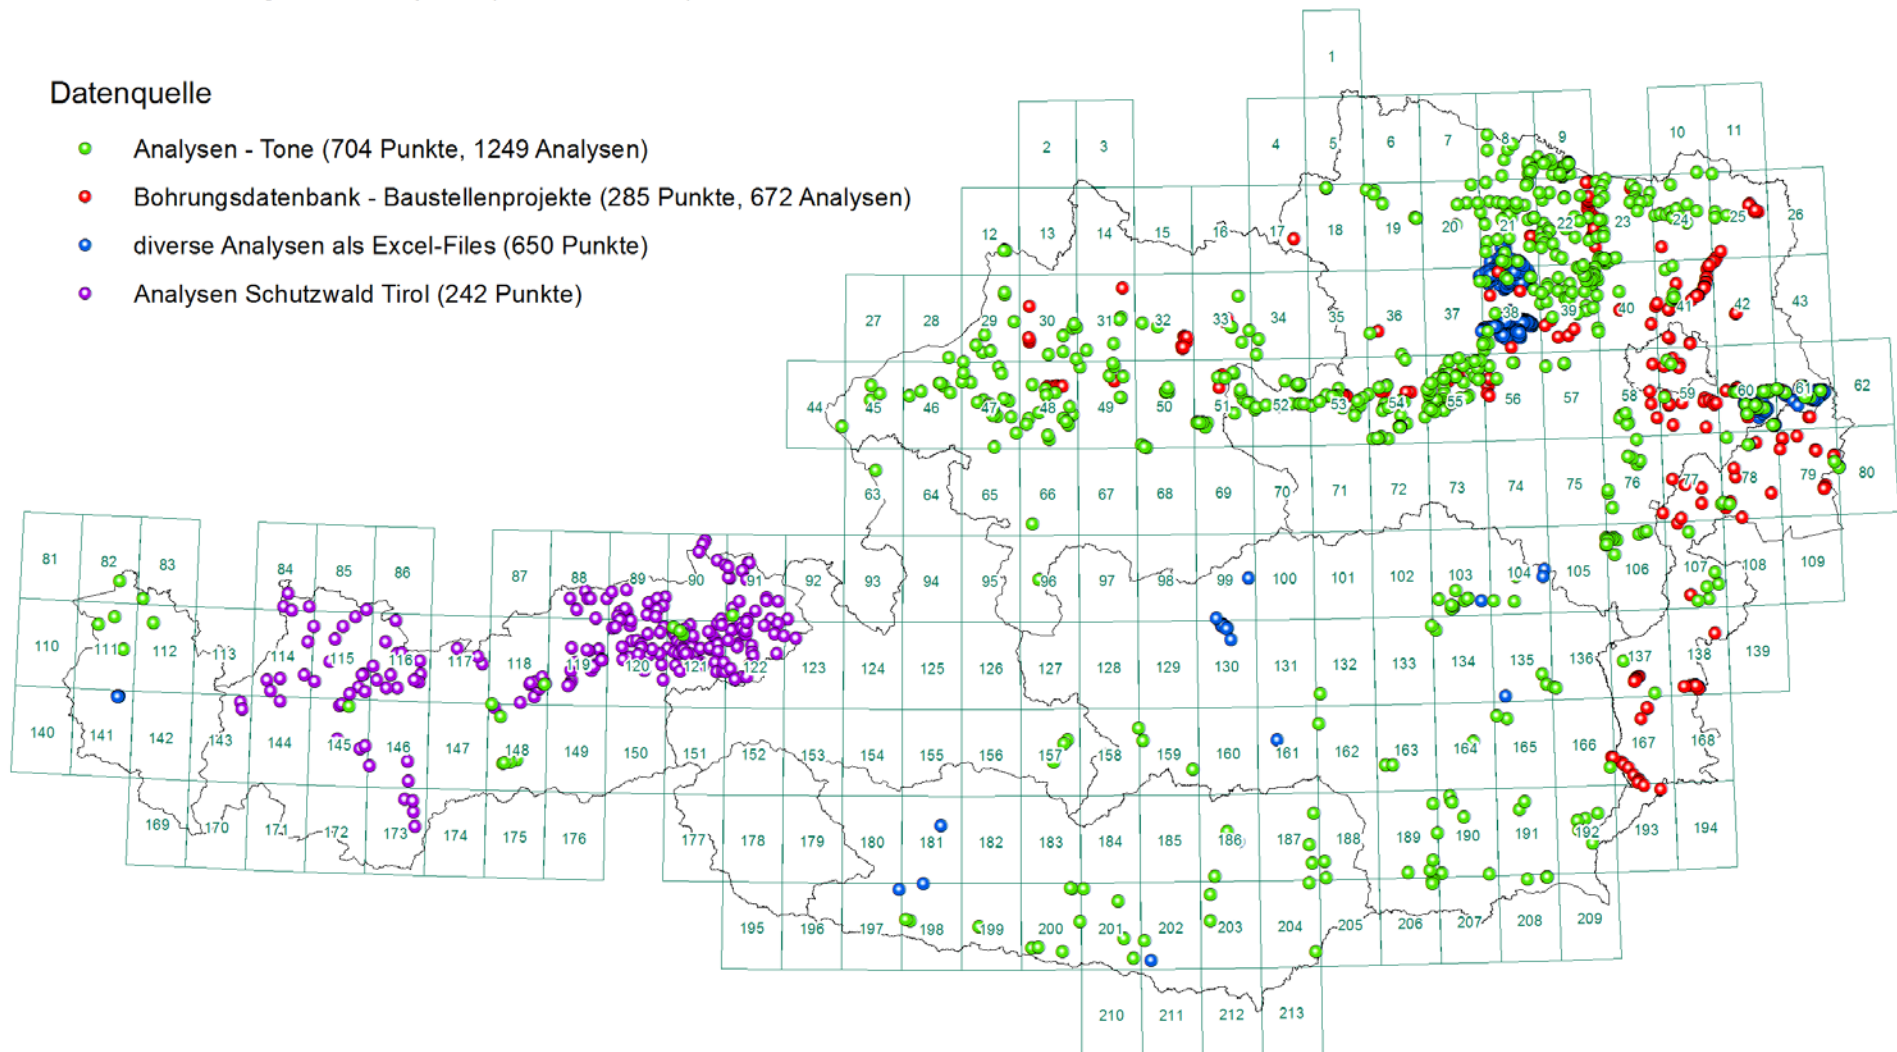 Datenquelle
Analysen - Tone (704 Punkte, 1249 Analysen)
Bohrungsdatenbank - Baustellenprojekte (285 Punkte, 672 Analysen)
diverse Analysen als Excel-Files (650 Punkte)
Analysen Schutzwald Tirol (242 Punkte)
1
2 3 4 5 6 7 8 9 10 11
12 13 14 15 16 17 18 19 20 21 22 23 24 25 26
27 28 29 30 31 32 33 34 35 36 37 38 39 40 41 42 43
44 45 46 47 48 49 50 51 52 53 54 55 56 57 58 59 60 61 62
63 64 65 66 67 68 69 70 71 72 73 74 75 76 77 78 79 80
81 82 83 84 85 86 87 88 89 90 91 92 93 94 95 96 97 98 99 100 101 102 103 104 105 106 107 108 109
110 111 112 113 114 115 116 117 118 119 120 121 122 123 124 125 126 127 128 129 130 131 132 133 134 135 136 137 138 139
140 141 142 143 144 145 146 147 148 149 150 151 152 153 154 155 156 157 158 159 160 161 162 163 164 165 166 167 168
169 170 171 172 173 174 175 176 177 178 179 180 181 182 183 184 185 186 187 188 189 190 191 192 193 194
195 196 197 198 199 200 201 202 203 204 205 206 207 208 209
210 211 212 213